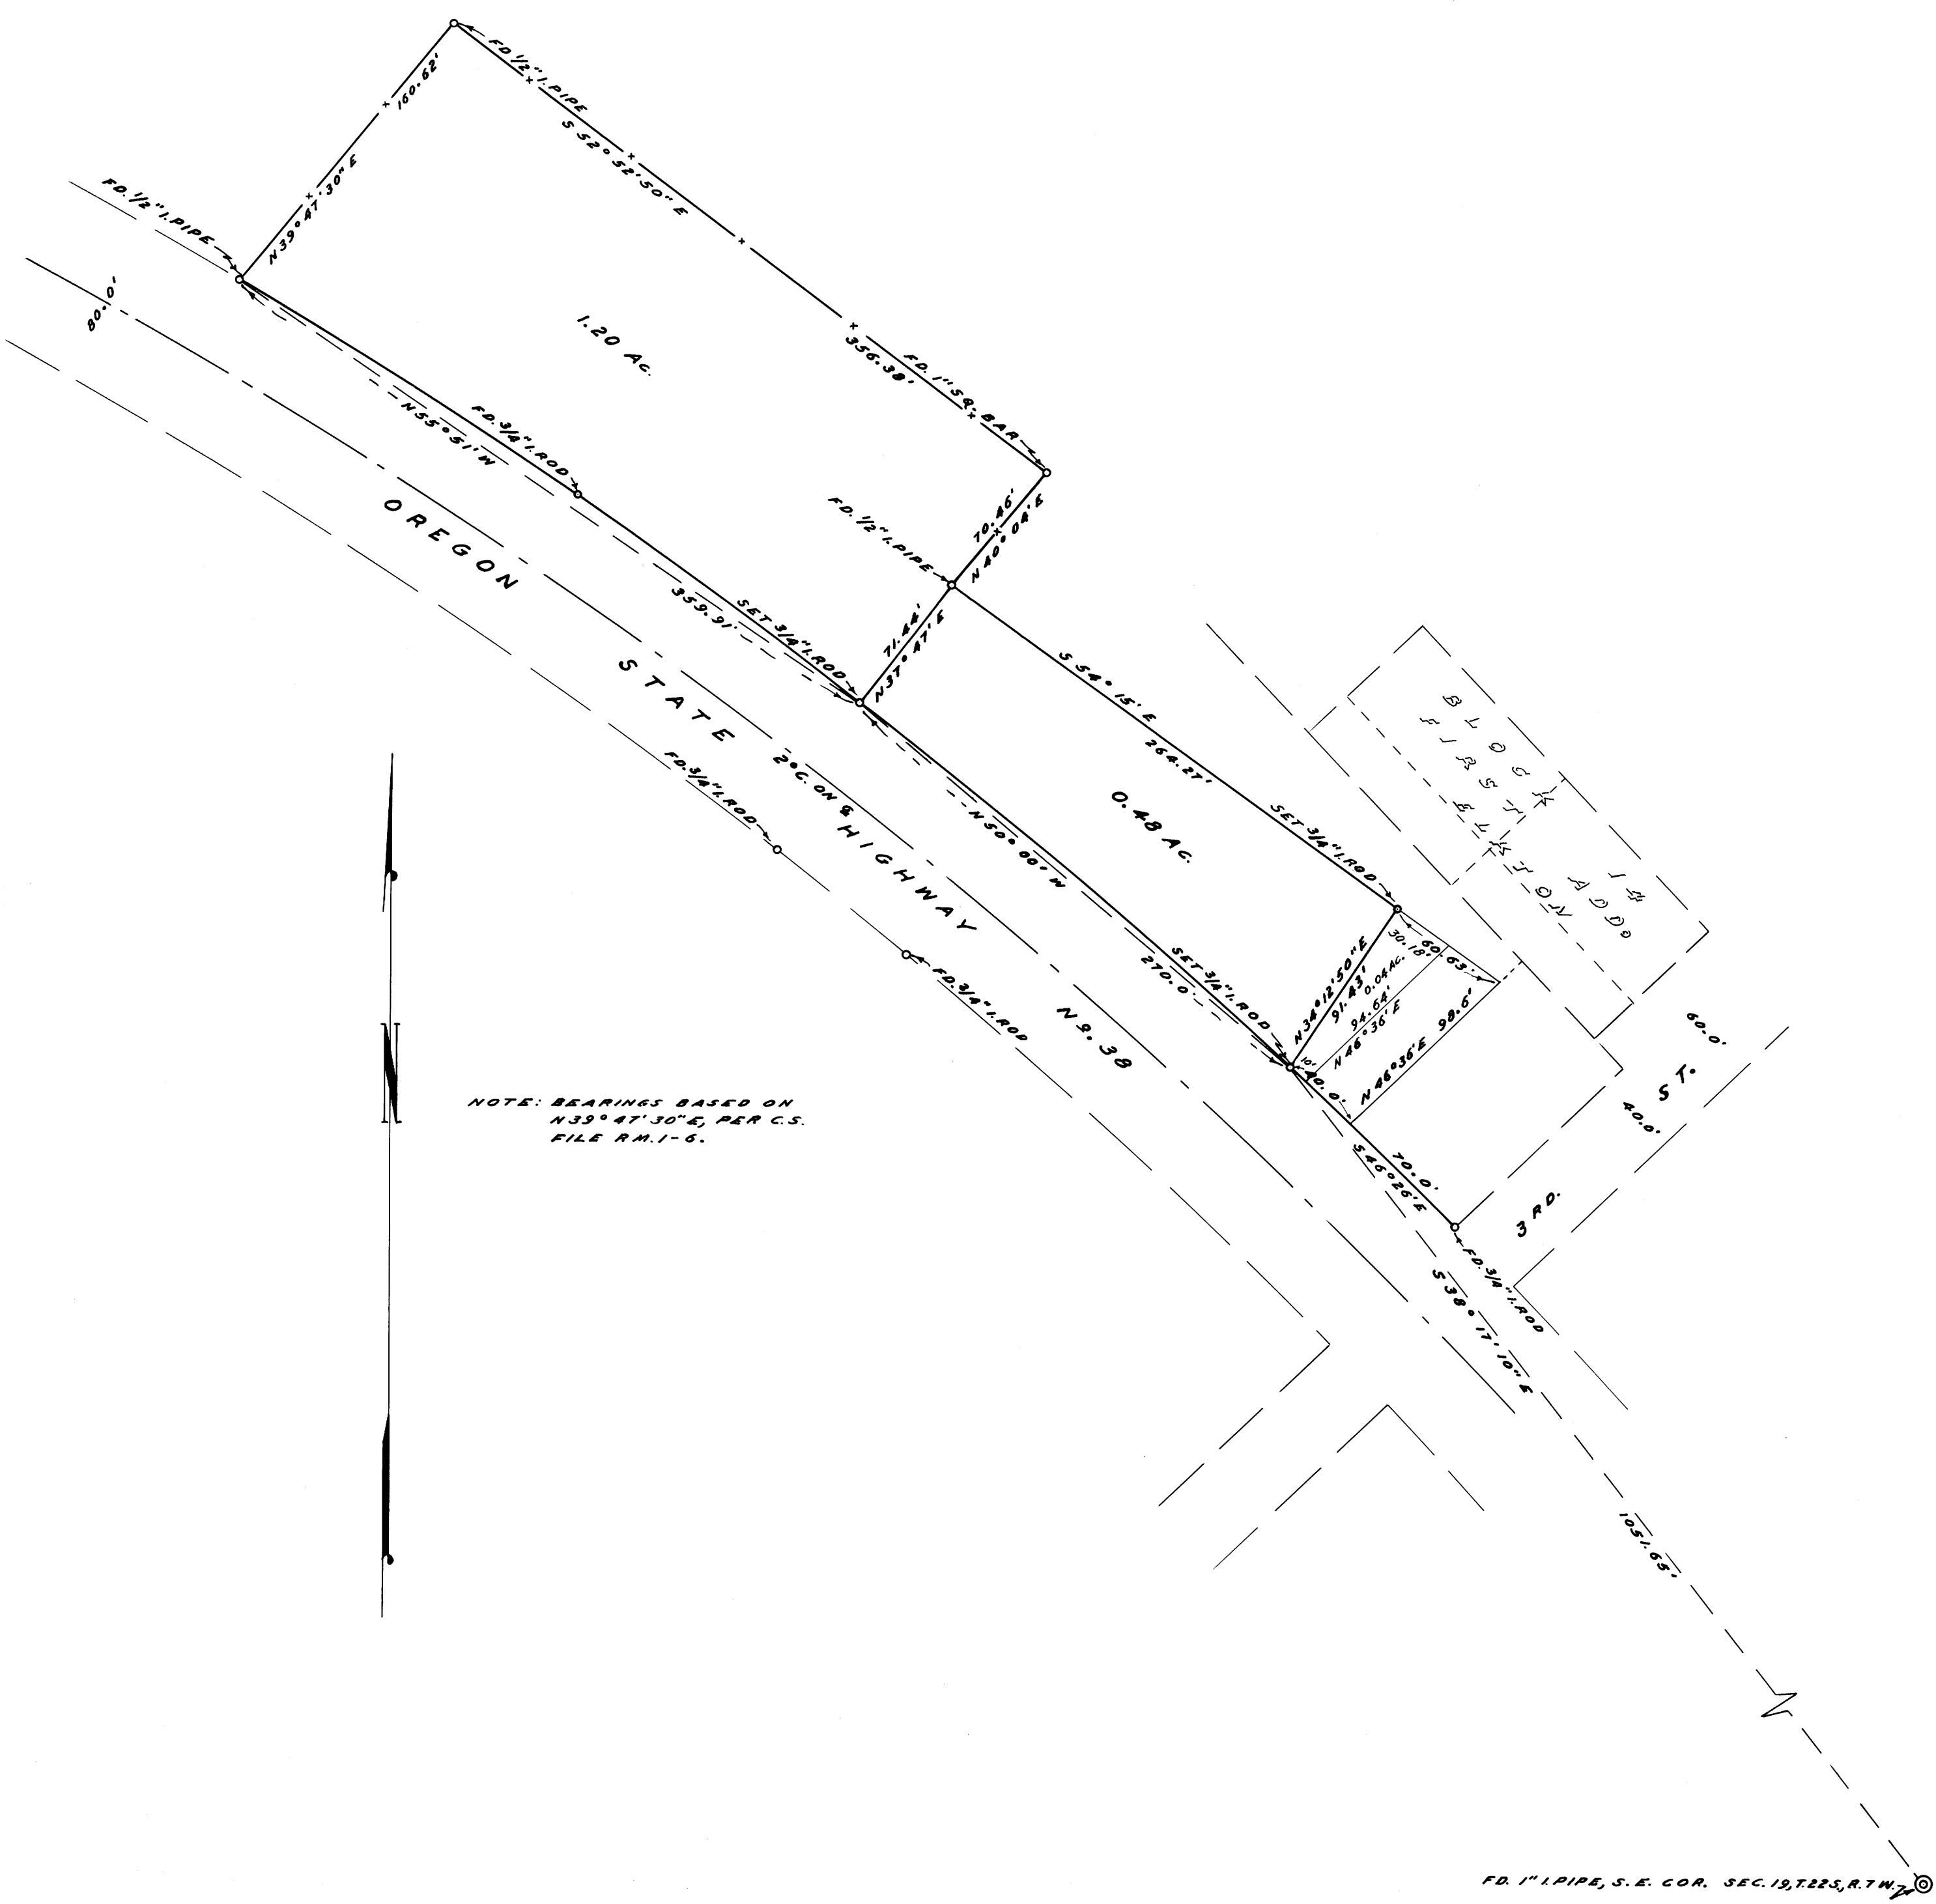 FD. 1/2" I. PIPE
160.62'
N 39° 47' 30" E
S 52° 52' 50" E
FD. 1/2" I. PIPE
80.0'
1.20 AC.
356.38'
FD. 1" SQ. BAR
N 55° 51' W
FD. 3/4" I. ROD
359.91'
SET 3/4" I. ROD
FD. 1/2" I. PIPE
70.46'
N 40° 04' E
71.44'
N 37° 47' E
OREGON
STATE
HIGHWAY
No. 38
2° C. ON ℄
FD. 3/4" I. ROD
FD. 3/4" I. ROD
S 54° 15' E
264.27'
0.48 AC.
SET 3/4" I. ROD
N 50° 00' W
270.0'
SET 3/4" I. ROD
BLOCK 14
FIRST ADD.
ELKTON
N 34° 12' 50" E
91.43'
30.18'
60.63'
0.04 AC.
94.64'
N 46° 36' E
98.6'
N 46° 36' E
10'
40.0'
70.0'
S 46° 26' E
60.0'
3 RD. ST.
40.0'
FD. 3/4" I. ROD
S 38° 17' 10" E
1051.65'
N
NOTE: BEARINGS BASED ON
N 39° 47' 30" E, PER C.S.
FILE R M. 1-6.
FD. 1" I. PIPE, S. E. COR. SEC. 19, T. 22 S., R. 7 W.